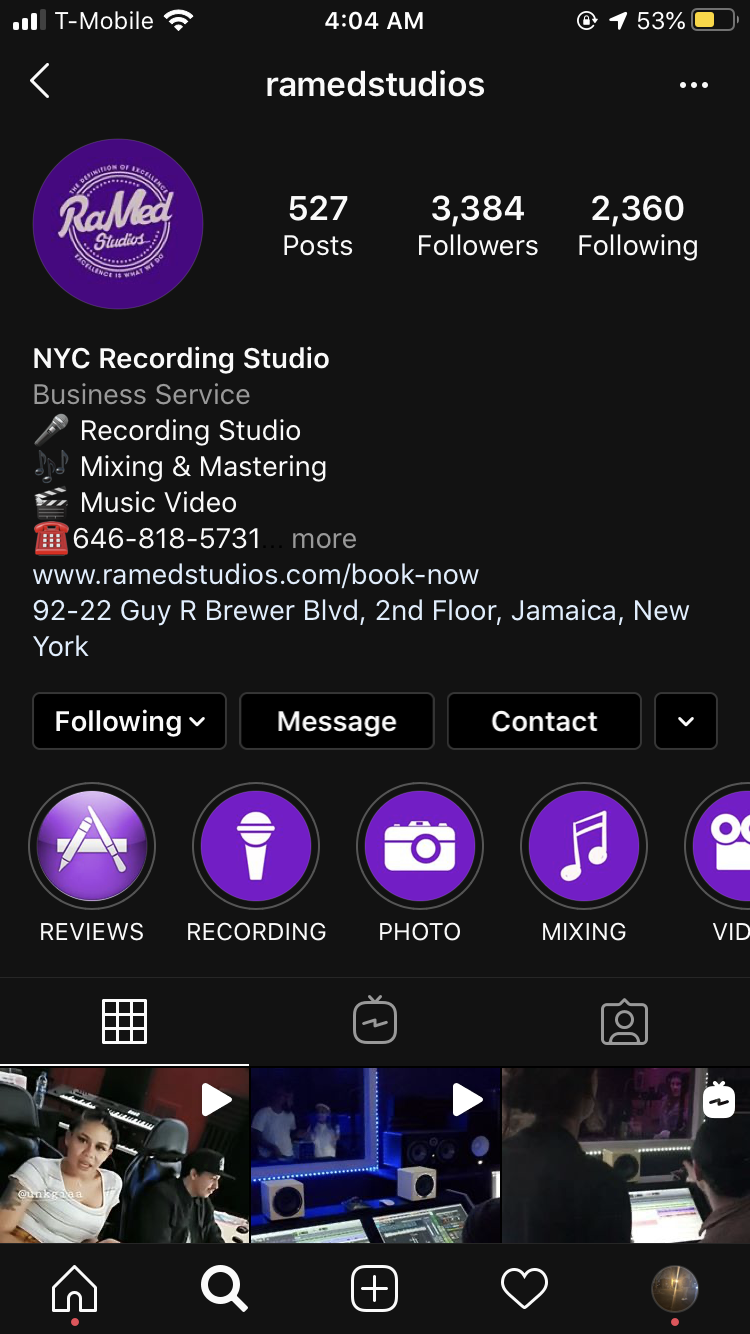 T-Mobile 4:04 AM 53%
ramedstudios
THE DEFINITION OF EXCELLENCE
RaMed
Studios
EXCELLENCE IS WHAT WE DO
527 3,384 2,360
Posts Followers Following
NYC Recording Studio
Business Service
Recording Studio
Mixing & Mastering
Music Video
646-818-5731... more
www.ramedstudios.com/book-now
92-22 Guy R Brewer Blvd, 2nd Floor, Jamaica, New
York
Following Message Contact
REVIEWS RECORDING PHOTO MIXING VID
@unkgiaa